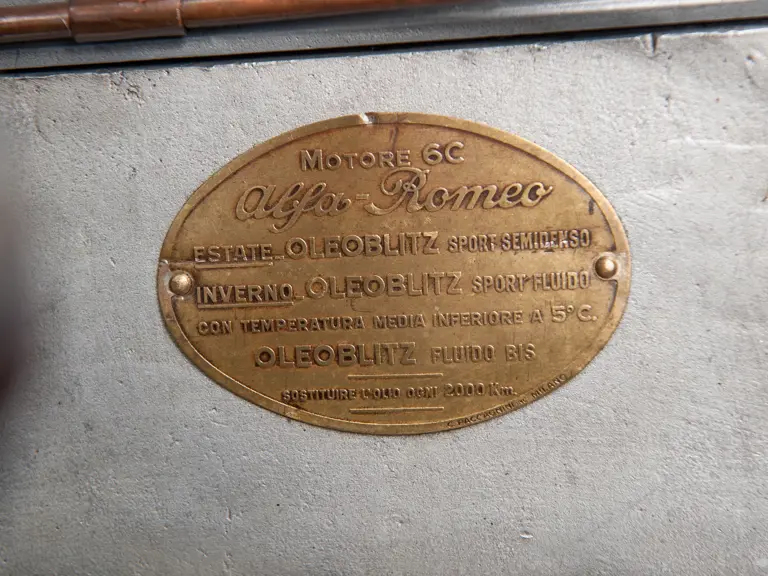 MOTORE 6C
Alfa-Romeo
ESTATE-OLEOBLITZ SPORT SEMIDENSO
INVERNO-OLEOBLITZ SPORT FLUIDO
CON TEMPERATURA MEDIA INFERIORE A 5°C.
OLEOBLITZ FLUIDO BIS
SOSTITUIRE L'OLIO OGNI 2000 Km.
MILANO